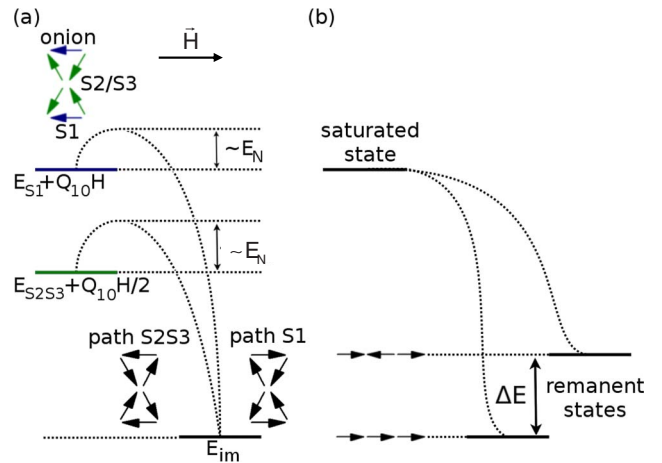 (a)
onion
S2/S3
S1
H
~E_N
E_S1+Q_10H
~E_N
E_S2S3+Q_10H/2
path S2S3
path S1
E_im
(b)
saturated
state
ΔE
remanent
states